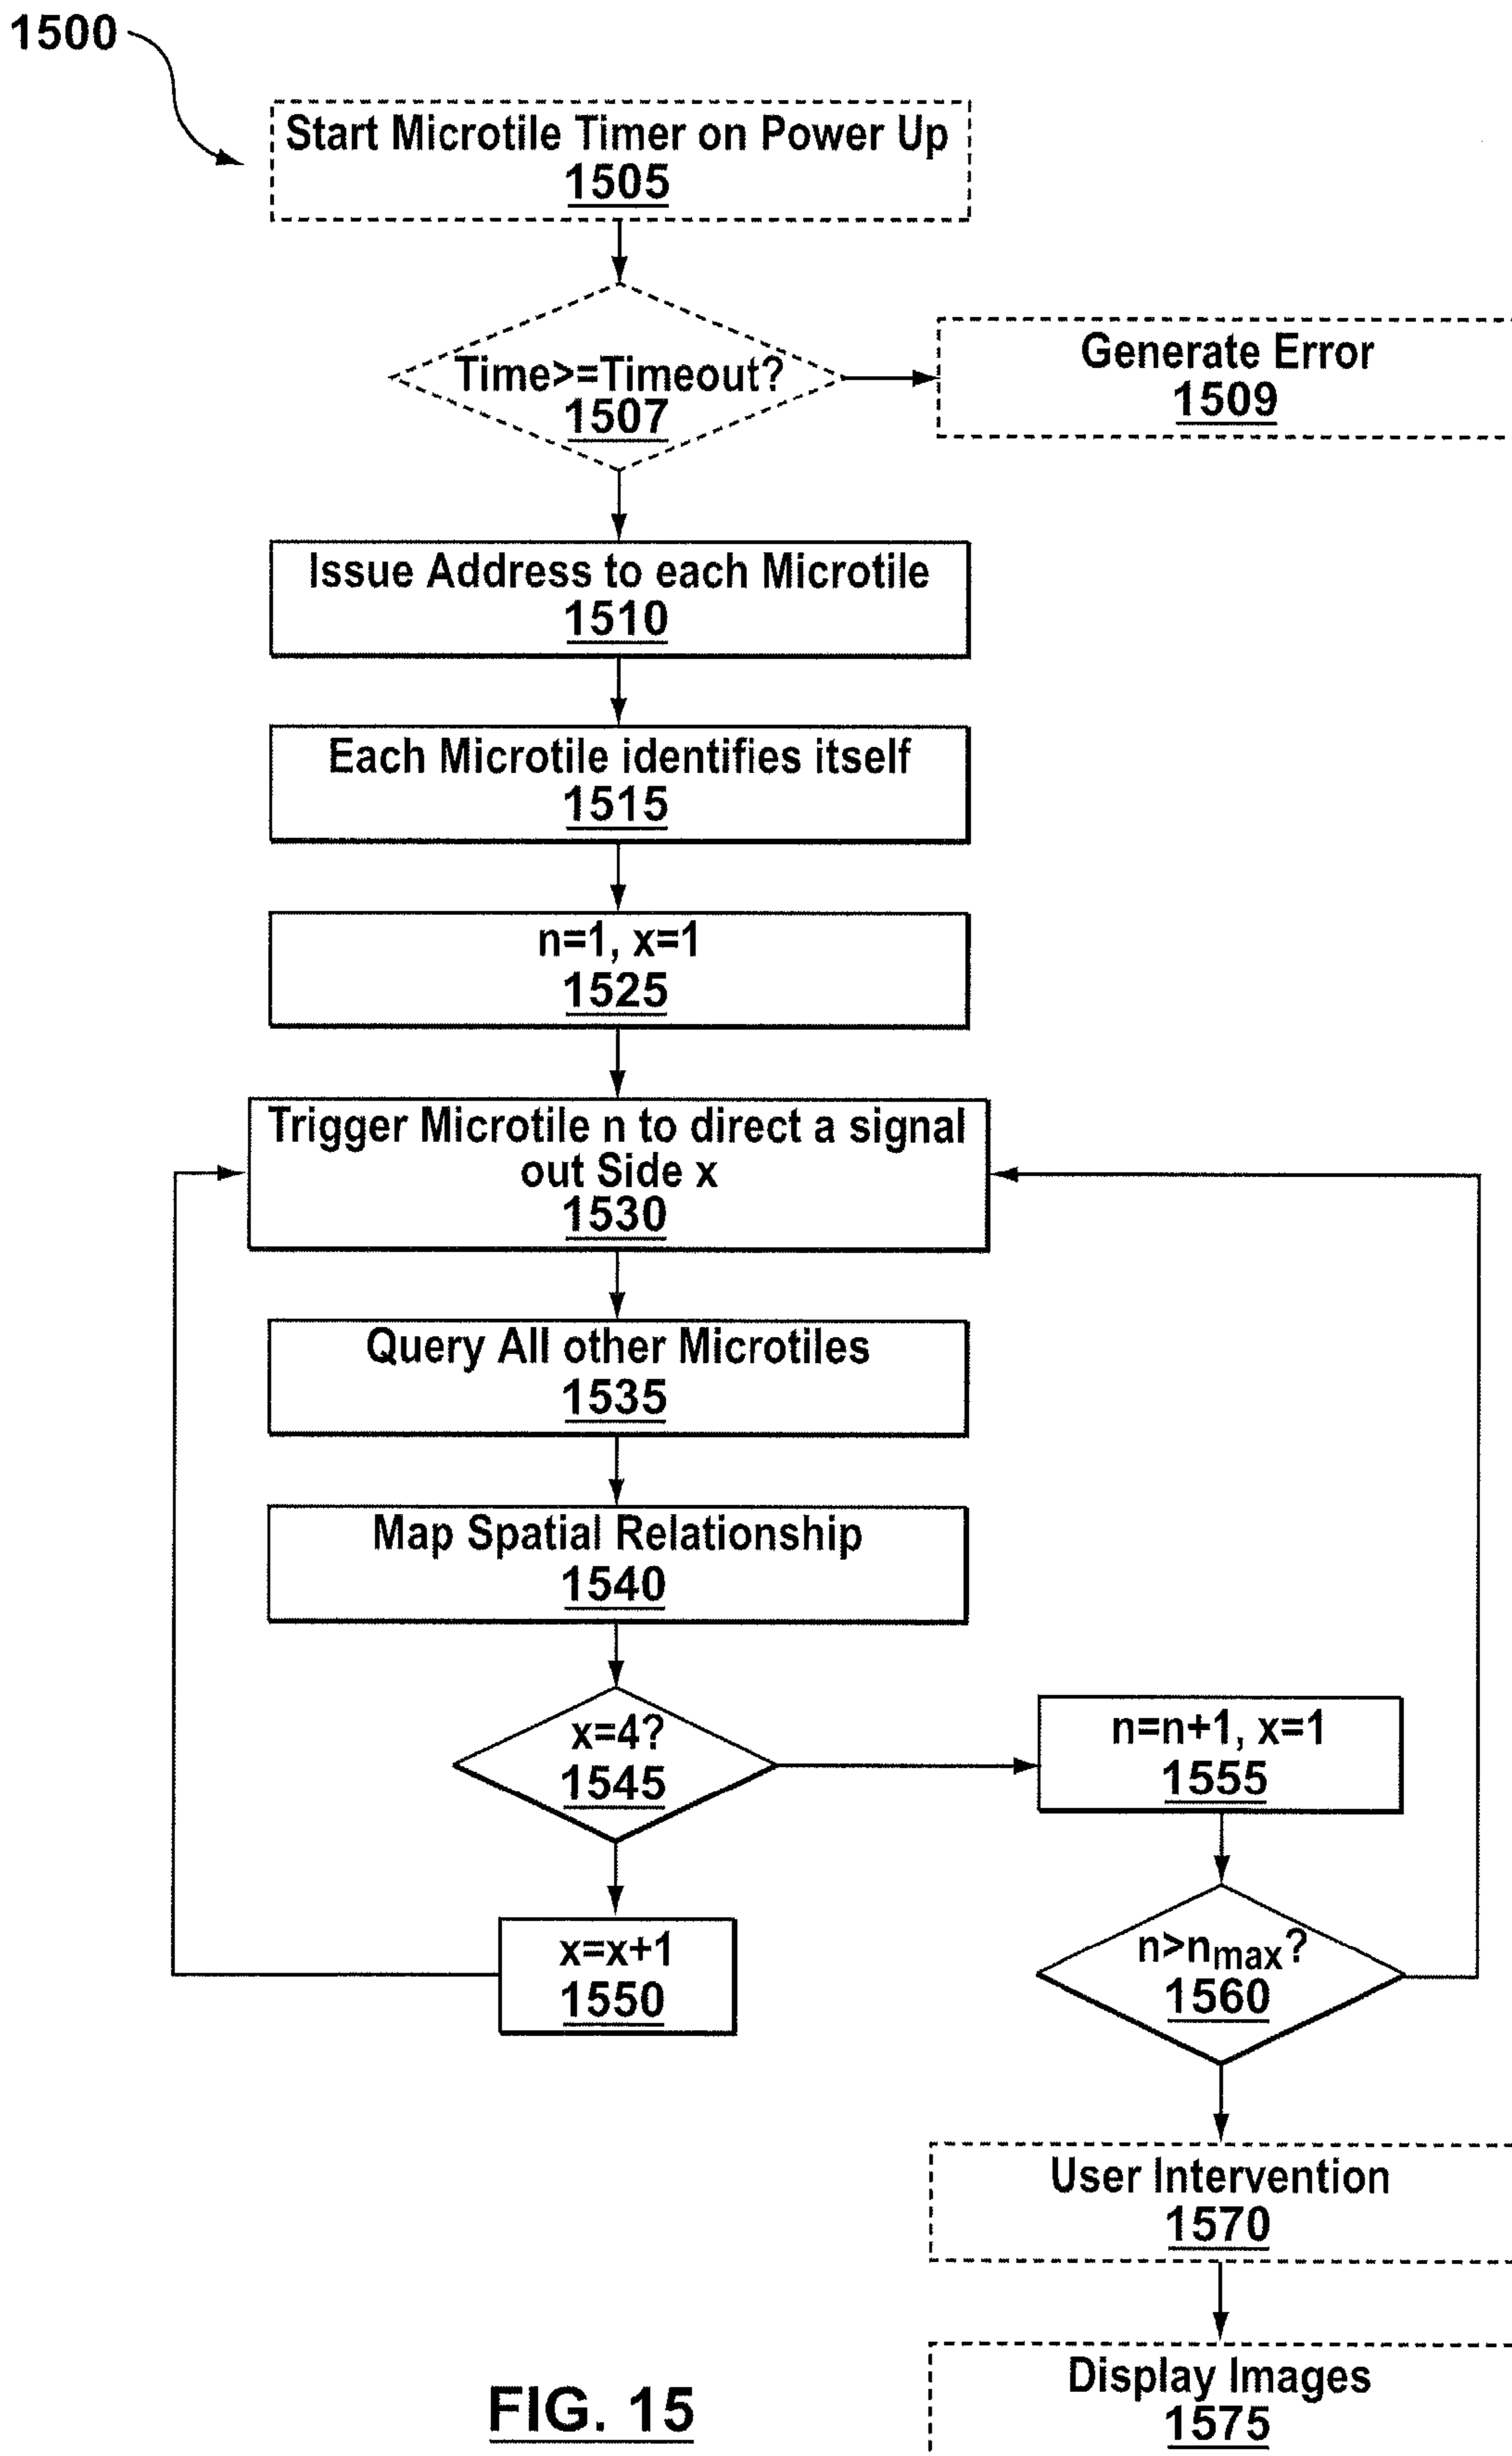 1500
Start Microtile Timer on Power Up
1505
Time>=Timeout?
1507
Generate Error
1509
Issue Address to each Microtile
1510
Each Microtile identifies itself
1515
n=1, x=1
1525
Trigger Microtile n to direct a signal
out Side x
1530
Query All other Microtiles
1535
Map Spatial Relationship
1540
x=4?
1545
n=n+1, x=1
1555
x=x+1
1550
n>nmax?
1560
User Intervention
1570
Display Images
1575
FIG. 15